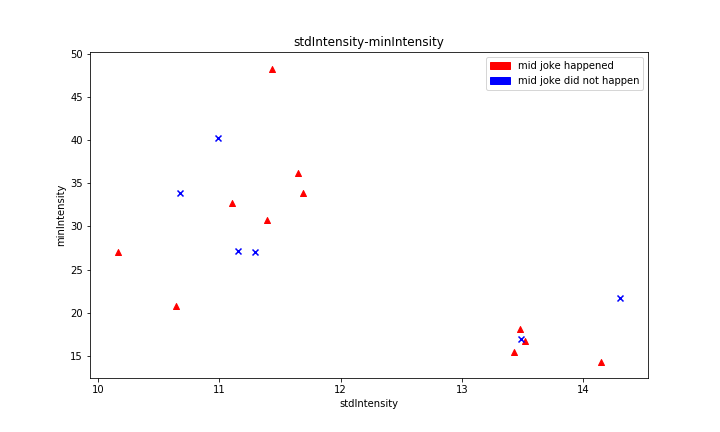 stdIntensity-minIntensity
mid joke happened
mid joke did not happen
50
45
40
35
30
25
20
15
minIntensity
10
11
12
13
14
stdIntensity